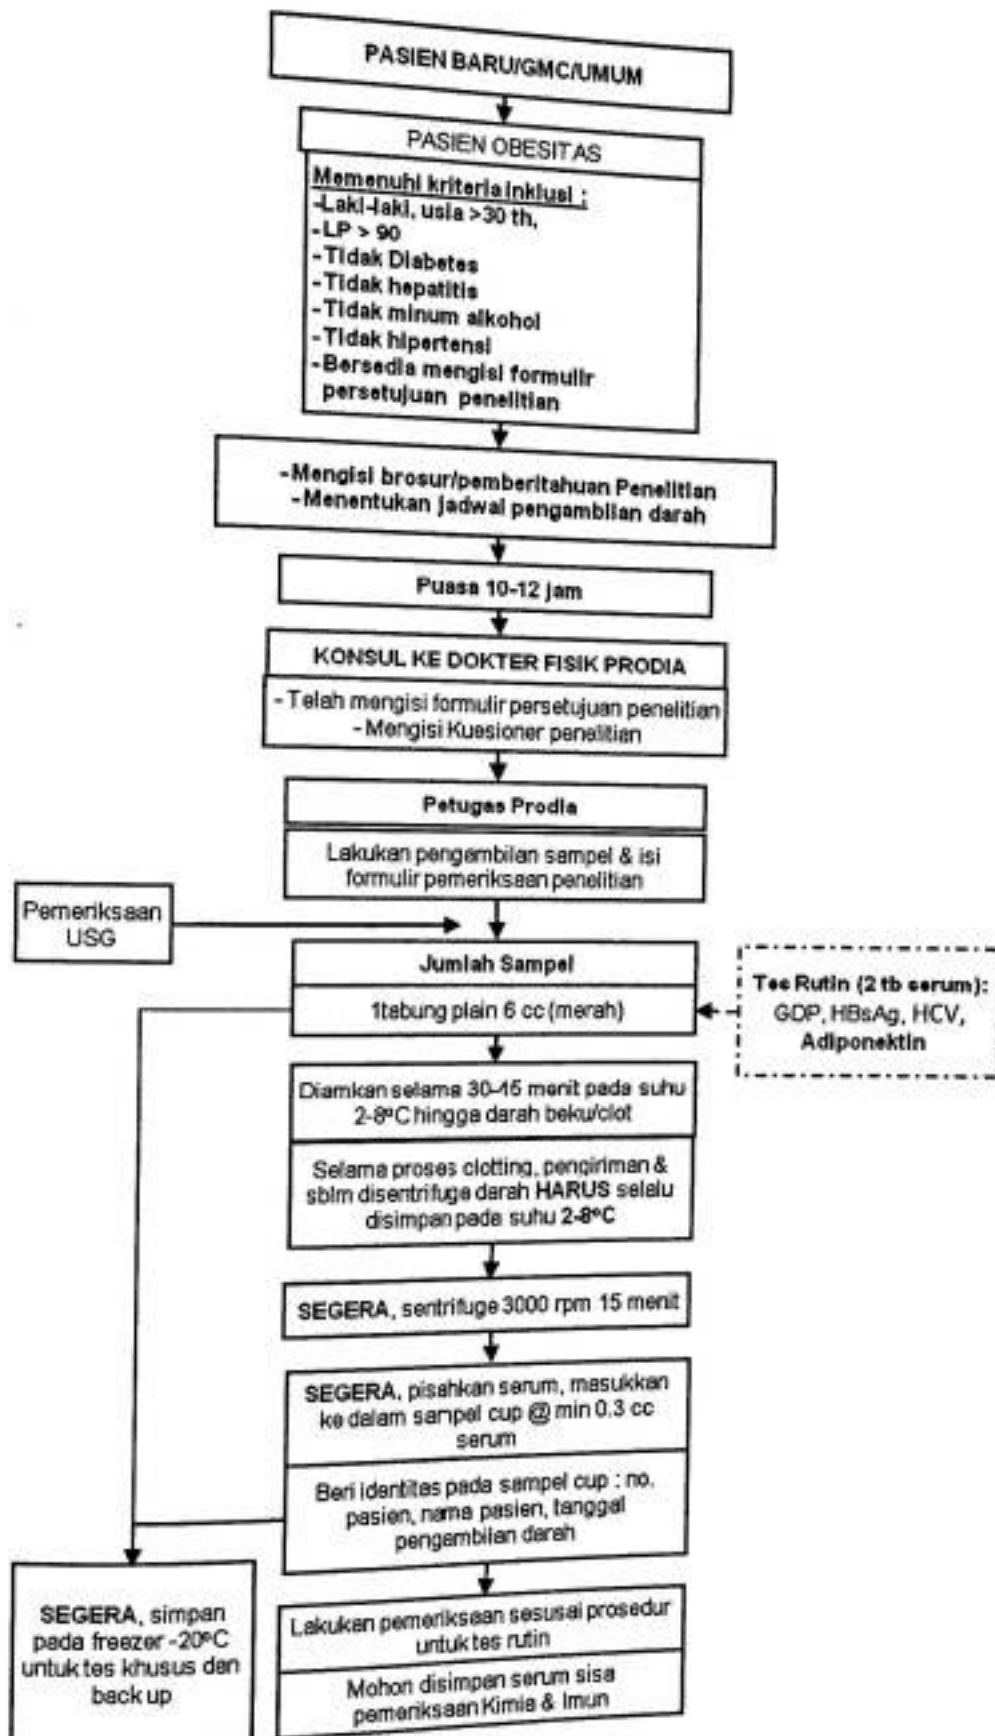 PASIEN BARU/GMC/UMUM
PASIEN OBESITAS
Memenuhi kriteria inklusi :
-Laki-laki, usia >30 th,
-LP > 90
-Tidak Diabetes
-Tidak hepatitis
-Tidak minum alkohol
-Tidak hipertensi
-Bersedia mengisi formulir
persetujuan penelitian
-Mengisi brosur/pemberitahuan Penelitian
-Menentukan jadwal pengambilan darah
Puasa 10-12 jam
KONSUL KE DOKTER FISIK PRODIA
- Telah mengisi formulir persetujuan penelitian
- Mengisi Kuesioner penelitian
Petugas Prodia
Lakukan pengambilan sampel & isi
formulir pemeriksaan penelitian
Pemeriksaan
USG
Jumlah Sampel
1tabung plain 6 cc (merah)
Tes Rutin (2 tb serum):
GDP, HBsAg, HCV,
Adiponektin
Diamkan selama 30-45 menit pada suhu
2-8ºC hingga darah beku/clot
Selama proses clotting, pengiriman &
sblm disentrifuga darah HARUS selalu
disimpan pada suhu 2-8ºC
SEGERA, sentrifuge 3000 rpm 15 menit
SEGERA, pisahkan serum, masukkan
ke dalam sampel cup @ min 0.3 cc
serum
Beri identitas pada sampel cup : no.
pasien, nama pasien, tanggal
pengambilan darah
SEGERA, simpan
pada freezer -20ºC
untuk tes khusus dan
back up
Lakukan pemeriksaan sesusai prosedur
untuk tes rutin
Mohon disimpan serum sisa
pemeriksaan Kimia & Imun